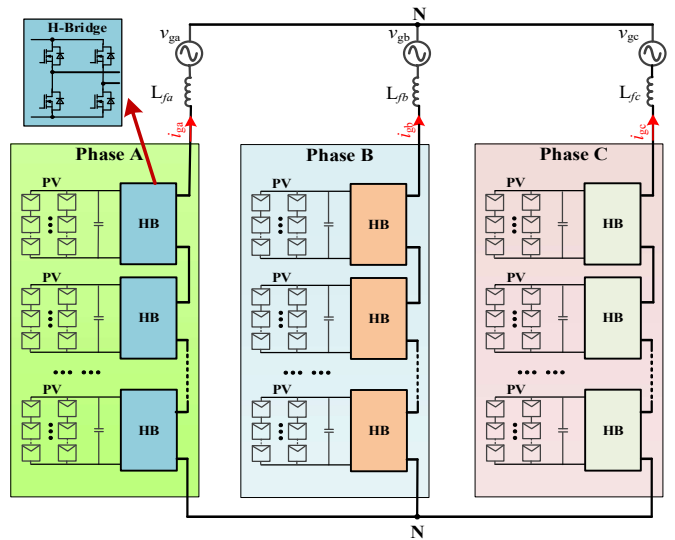 N
H-Bridge
vga
vgb
vgc
Lfa
Lfb
Lfc
iga
igb
igc
Phase A
Phase B
Phase C
PV
PV
PV
HB
HB
HB
PV
PV
PV
HB
HB
HB
PV
PV
PV
HB
HB
HB
N